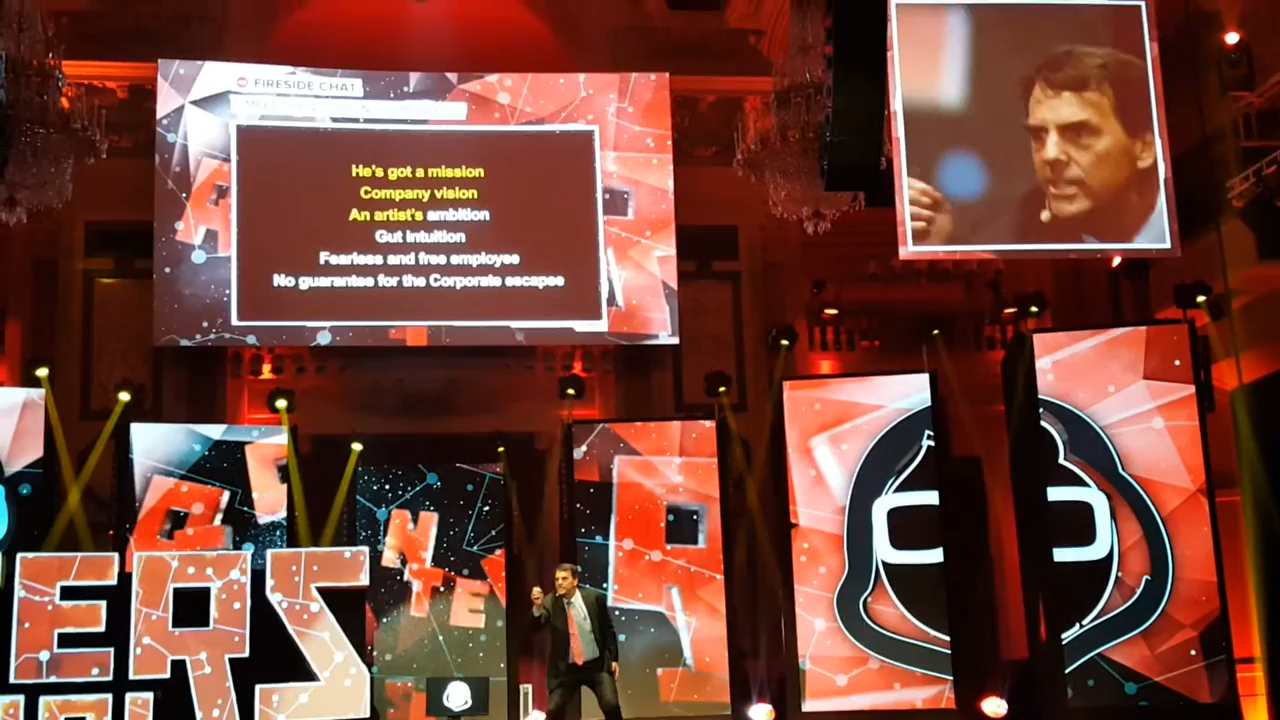 FIRESIDE CHAT
He's got a mission
Company vision
An artist's ambition
Gut Intuition
Fearless and free employee
No guarantee for the Corporate escapee
ERS